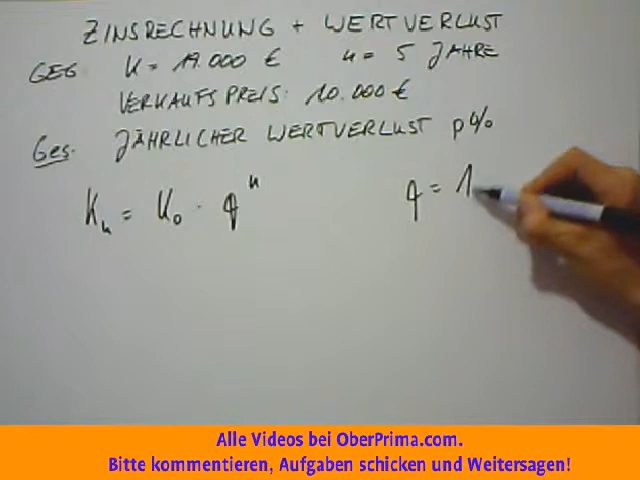 ZINSRECHNUNG + WERTVERLUST
GEG. K = 19.000 € n = 5 JAHRE
VERKAUFSPREIS: 10.000 €
Ges. JÄHRLICHER WERTVERLUST p%
Kn = K0 · q^n q = 1
Alle Videos bei OberPrima.com.
Bitte kommentieren, Aufgaben schicken und Weitersagen!